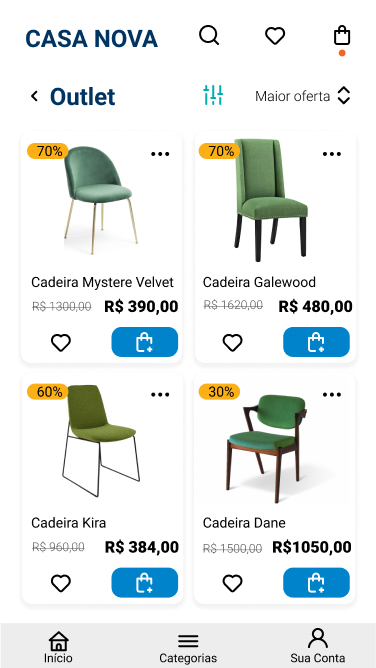 CASA NOVA
Outlet
Maior oferta
70%
70%
Cadeira Mystere Velvet
Cadeira Galewood
R$ 1300,00 R$ 390,00
R$ 1620,00 R$ 480,00
60%
30%
Cadeira Kira
Cadeira Dane
R$ 960,00 R$ 384,00
R$ 1500,00 R$1050,00
Início
Categorias
Sua Conta